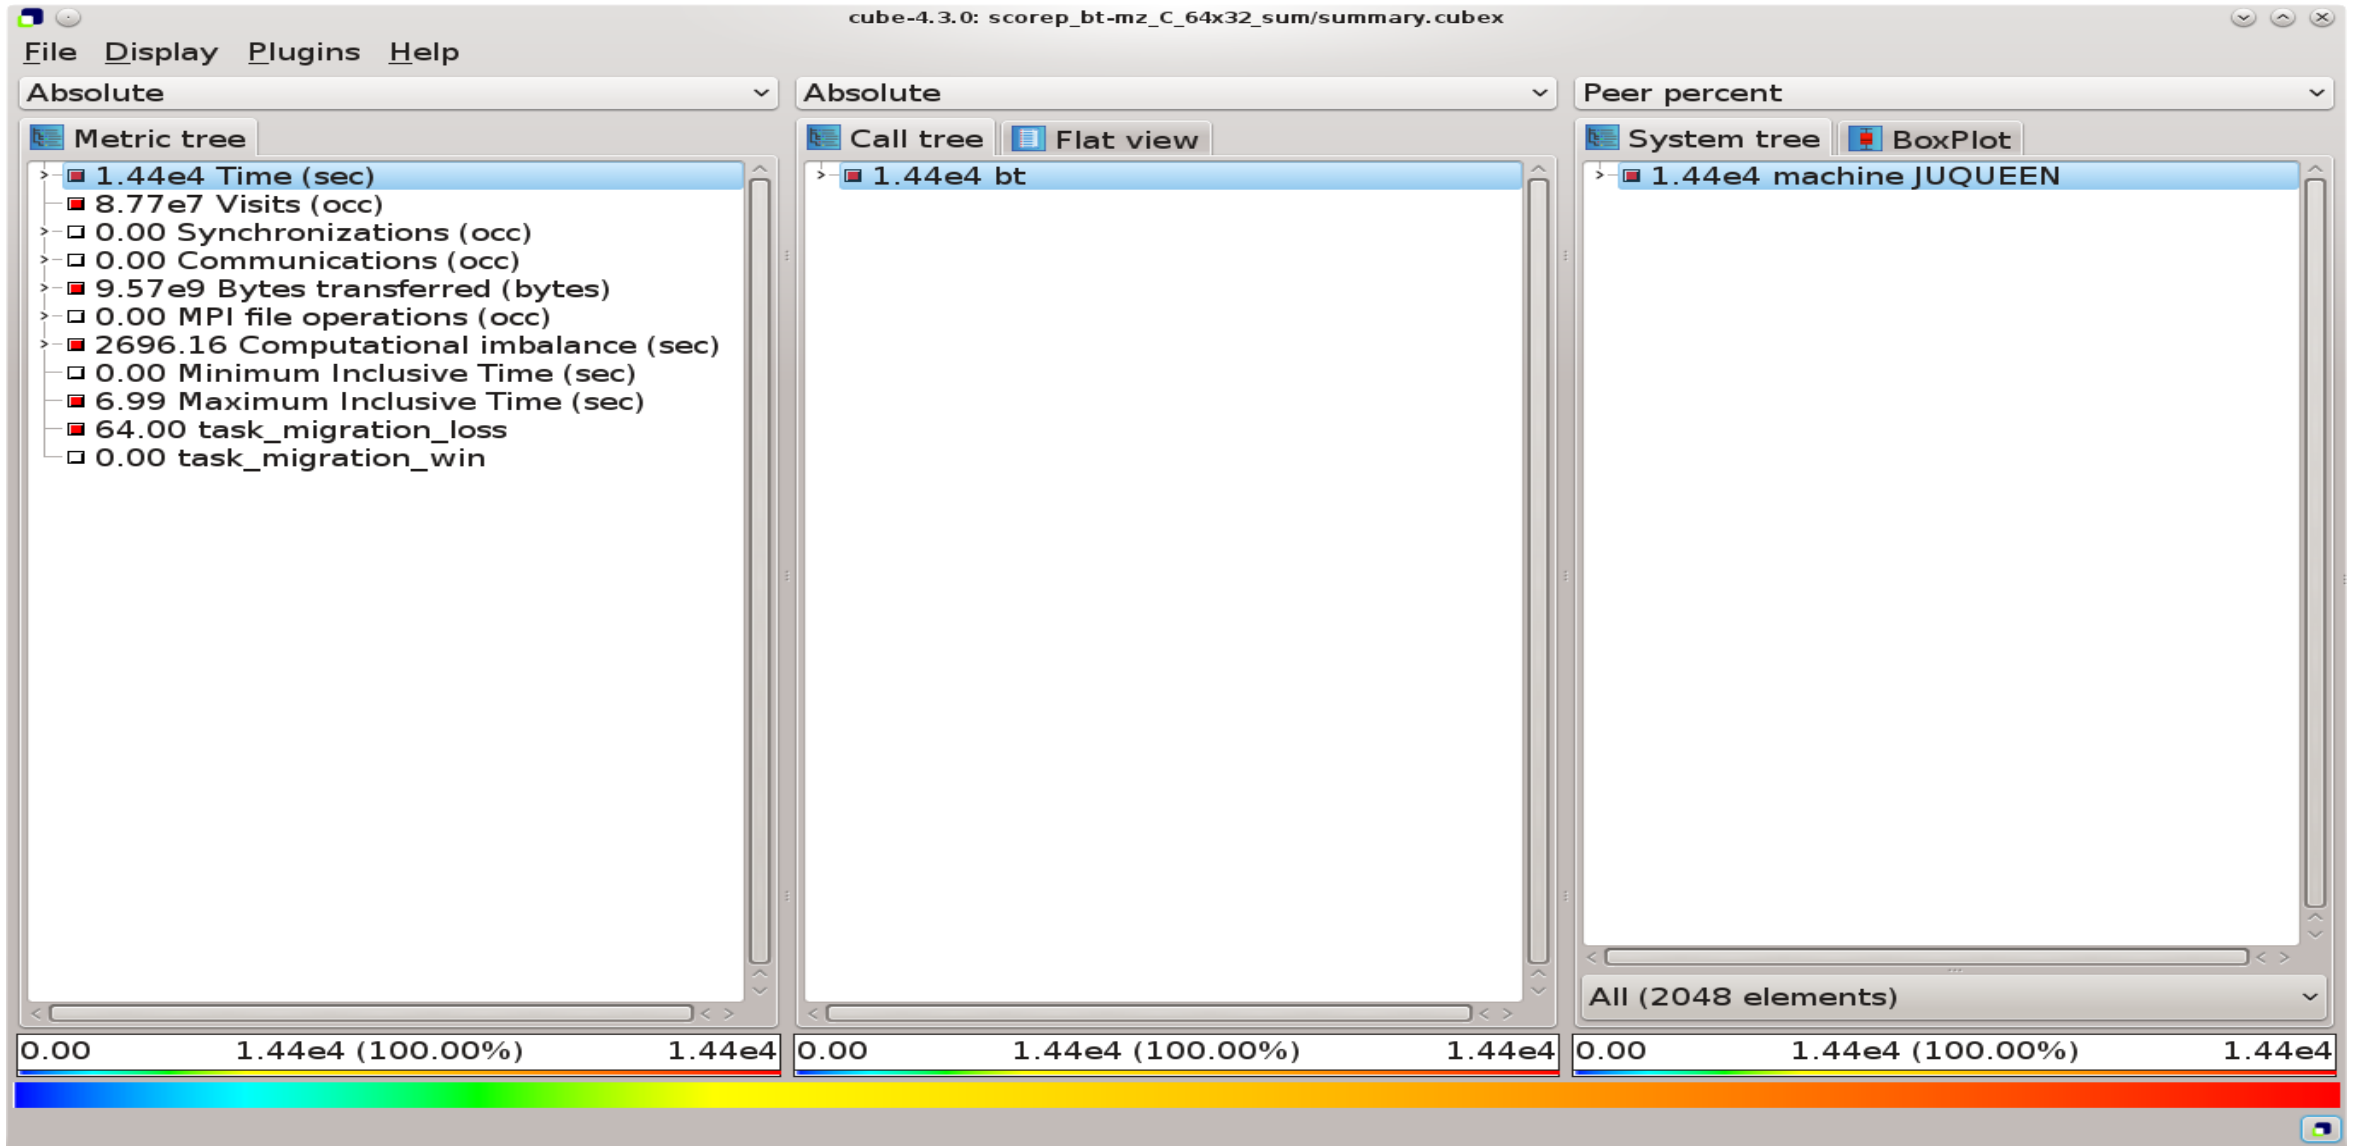 cube-4.3.0: scorep_bt-mz_C_64x32_sum/summary.cubex
File Display Plugins Help
Absolute
Metric tree
1.44e4 Time (sec)
8.77e7 Visits (occ)
0.00 Synchronizations (occ)
0.00 Communications (occ)
9.57e9 Bytes transferred (bytes)
0.00 MPI file operations (occ)
2696.16 Computational imbalance (sec)
0.00 Minimum Inclusive Time (sec)
6.99 Maximum Inclusive Time (sec)
64.00 task_migration_loss
0.00 task_migration_win
0.00 1.44e4 (100.00%) 1.44e4
Absolute
Call tree Flat view
1.44e4 bt
0.00 1.44e4 (100.00%) 1.44e4
Peer percent
System tree BoxPlot
1.44e4 machine JUQUEEN
All (2048 elements)
0.00 1.44e4 (100.00%) 1.44e4